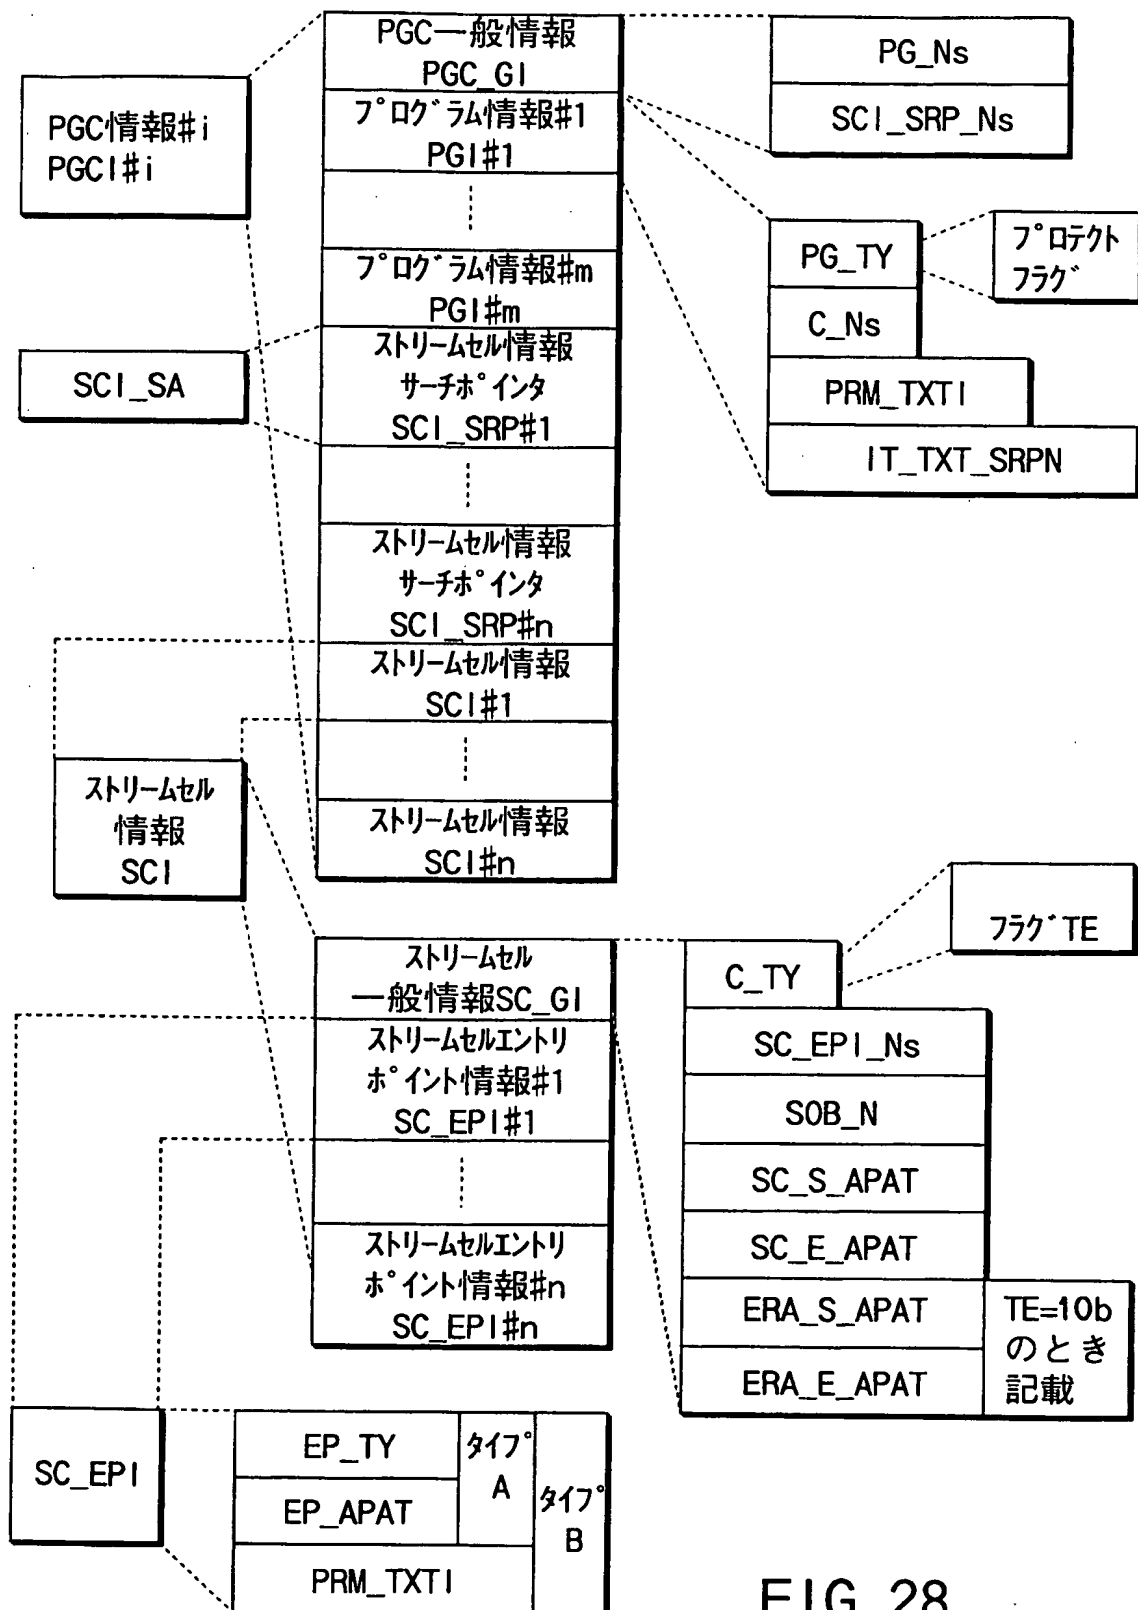 PGC情報#i
PGCI#i
PGC一般情報
PGC_GI
プログラム情報#1
PGI#1
プログラム情報#m
PGI#m
ストリームセル情報
サーチポインタ
SCI_SRP#1
ストリームセル情報
サーチポインタ
SCI_SRP#n
ストリームセル情報
SCI#1
ストリームセル情報
SCI#n
PG_Ns
SCI_SRP_Ns
PG_TY
プロテクト
フラグ
C_Ns
PRM_TXTI
IT_TXT_SRPN
SCI_SA
ストリームセル
情報
SCI
ストリームセル
一般情報SC_GI
ストリームセルエントリ
ポイント情報#1
SC_EPI#1
ストリームセルエントリ
ポイント情報#n
SC_EPI#n
C_TY
フラグTE
SC_EPI_Ns
SOB_N
SC_S_APAT
SC_E_APAT
ERA_S_APAT
ERA_E_APAT
TE=10b
のとき
記載
SC_EPI
EP_TY
EP_APAT
PRM_TXTI
タイプ
A
タイプ
B
FIG. 28